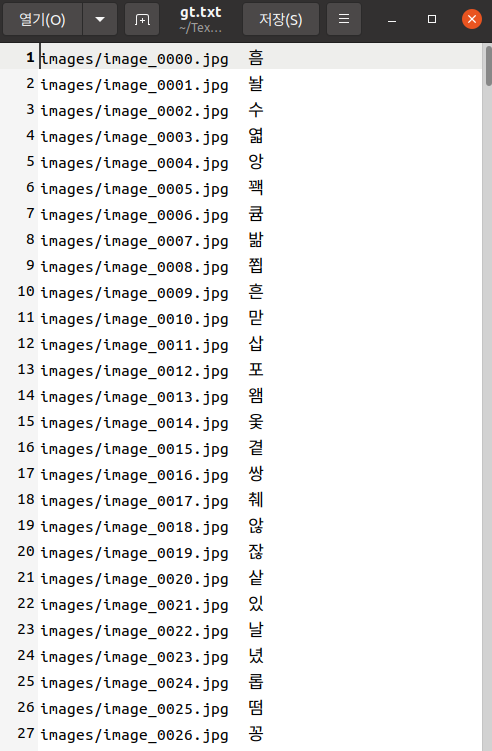 열기(O) gt.txt 저장(S)
~/Tex...
1 images/image_0000.jpg 흠
2 images/image_0001.jpg 놜
3 images/image_0002.jpg 수
4 images/image_0003.jpg 엷
5 images/image_0004.jpg 앙
6 images/image_0005.jpg 꽥
7 images/image_0006.jpg 큠
8 images/image_0007.jpg 밞
9 images/image_0008.jpg 쬡
10 images/image_0009.jpg 흔
11 images/image_0010.jpg 맏
12 images/image_0011.jpg 삽
13 images/image_0012.jpg 포
14 images/image_0013.jpg 왬
15 images/image_0014.jpg 옻
16 images/image_0015.jpg 곁
17 images/image_0016.jpg 쌍
18 images/image_0017.jpg 췌
19 images/image_0018.jpg 않
20 images/image_0019.jpg 잖
21 images/image_0020.jpg 샅
22 images/image_0021.jpg 있
23 images/image_0022.jpg 날
24 images/image_0023.jpg 녔
25 images/image_0024.jpg 롭
26 images/image_0025.jpg 떰
27 images/image_0026.jpg 꽁